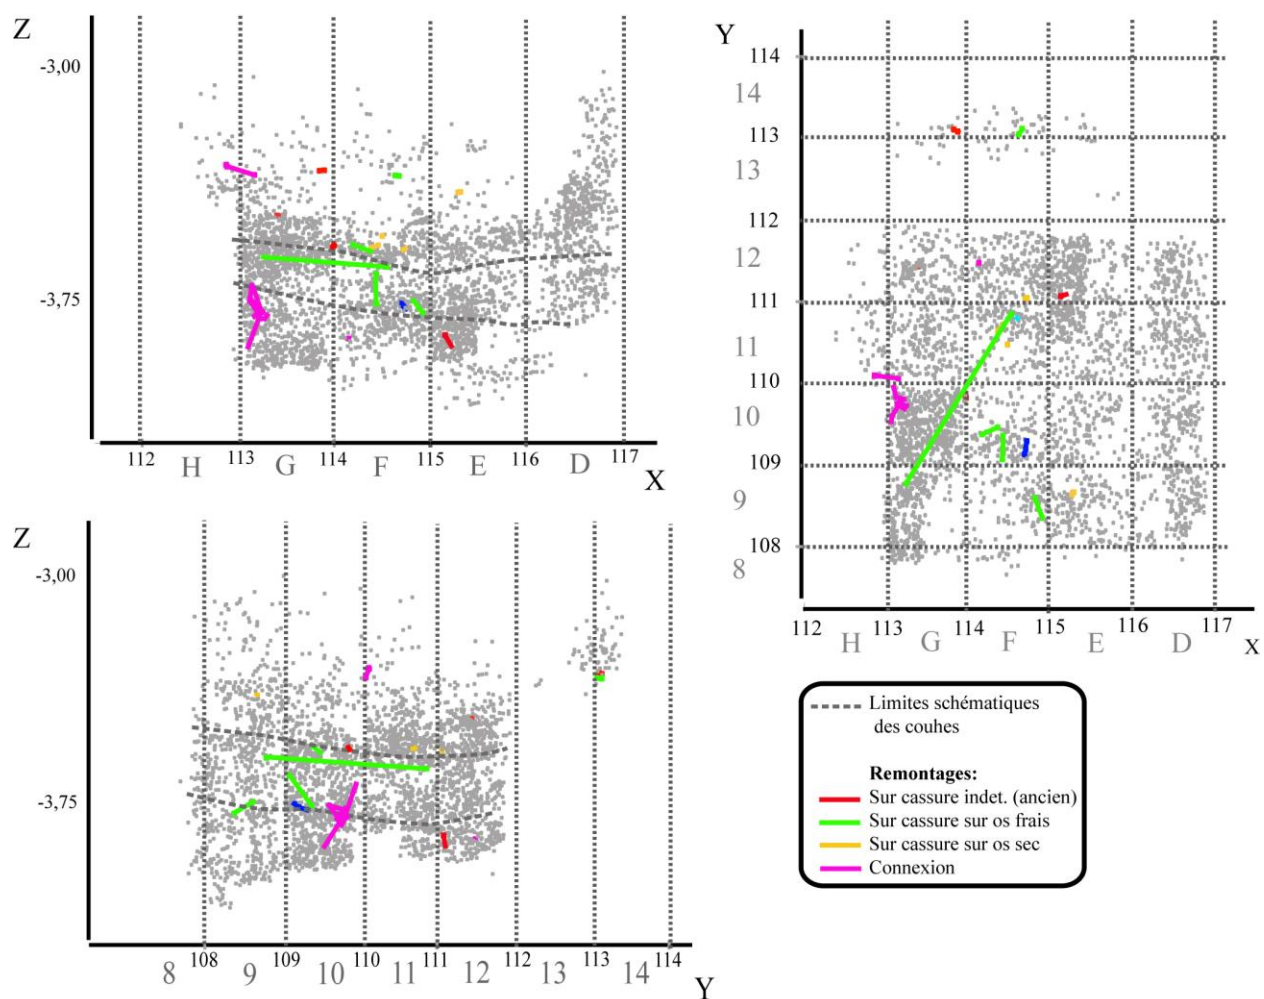 Z
-3,00
-3,75
112
113
114
115
116
117
H
G
F
E
D
X
Y
114
14
113
13
112
12
111
11
110
10
109
9
108
8
112
113
114
115
116
117
H
G
F
E
D
x
Z
-3,00
-3,75
108
109
110
111
112
113
114
8
9
10
11
12
13
14
Y
Limites schématiques
des couhes
Remontages:
Sur cassure indet. (ancien)
Sur cassure sur os frais
Sur cassure sur os sec
Connexion